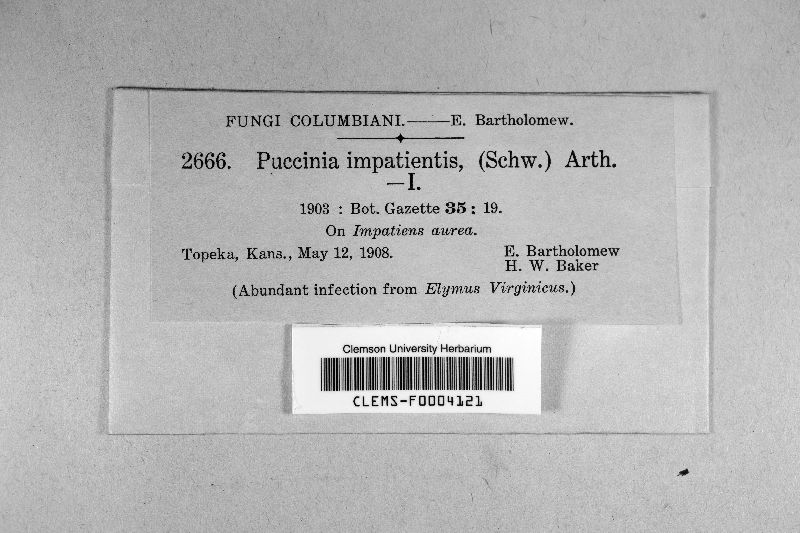 FUNGI COLUMBIANI.——E. Bartholomew.
2666. Puccinia impatientis, (Schw.) Arth.
—I.
1903 : Bot. Gazette 35 : 19.
On Impatiens aurea.
Topeka, Kans., May 12, 1908. E. Bartholomew
H. W. Baker
(Abundant infection from Elymus Virginicus.)
Clemson University Herbarium
CLEMS-F0004121